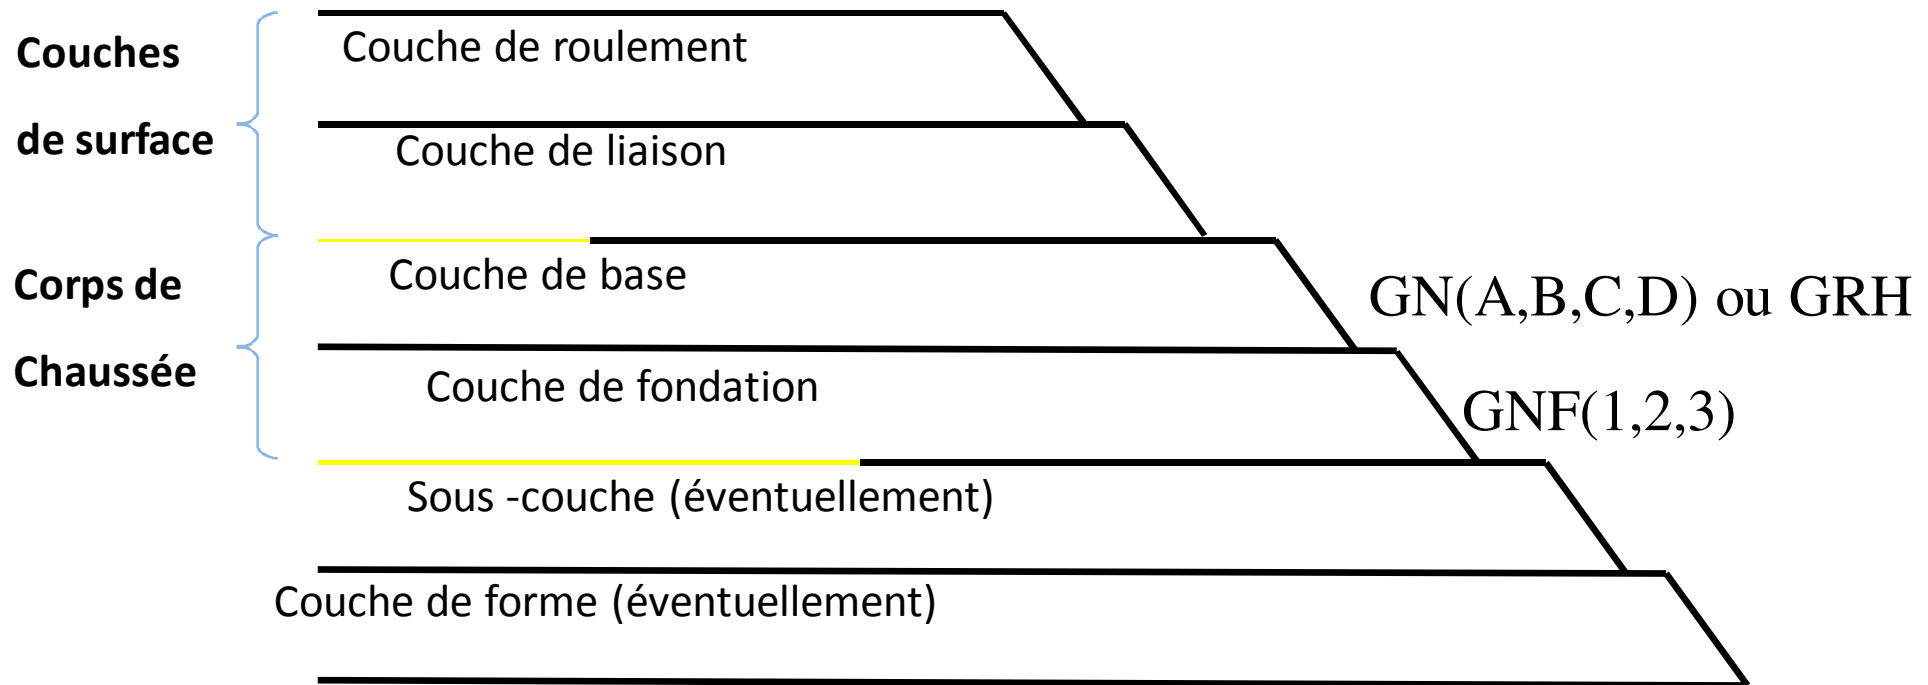 Couches
de surface
Couche de roulement
Couche de liaison
Corps de
Chaussée
Couche de base
GN(A,B,C,D) ou GRH
Couche de fondation
GNF(1,2,3)
Sous -couche (éventuellement)
Couche de forme (éventuellement)